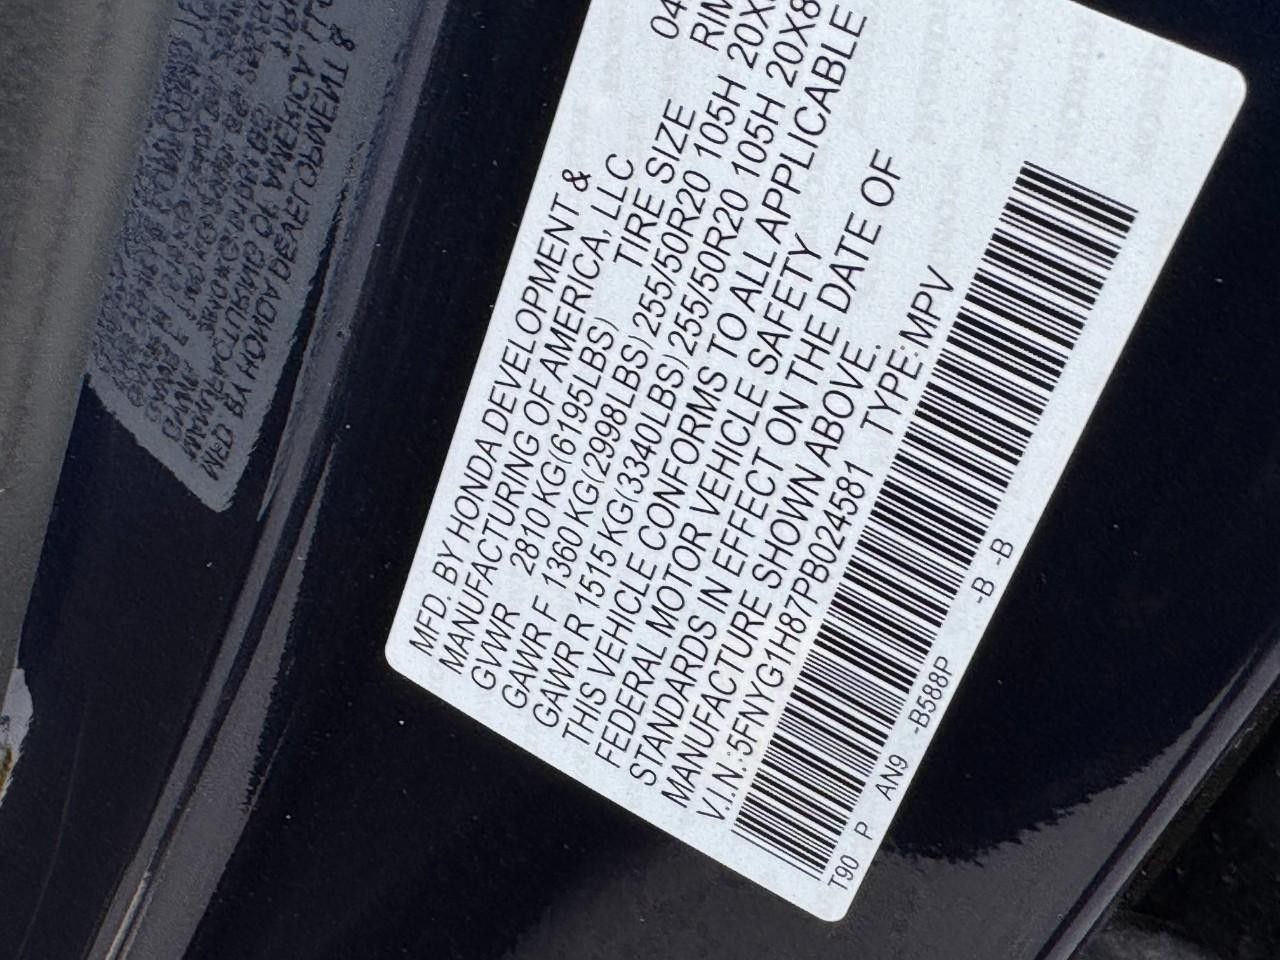 MFD. BY HONDA DEVELOPMENT & 04
MANUFACTURING OF AMERICA, LLC
TIRE SIZE RIM
GVWR 2810 KG(6195LBS)
GAWR F 1360 KG(2998LBS) 255/50R20 105H 20X8
GAWR R 1515 KG(3340LBS) 255/50R20 105H 20X8
THIS VEHICLE CONFORMS TO ALL APPLICABLE
FEDERAL MOTOR VEHICLE SAFETY
STANDARDS IN EFFECT ON THE DATE OF
MANUFACTURE SHOWN ABOVE.
V.I.N.:5FNYG1H87PB024581 TYPE: MPV
T90 P AN9 -B588P -B -B